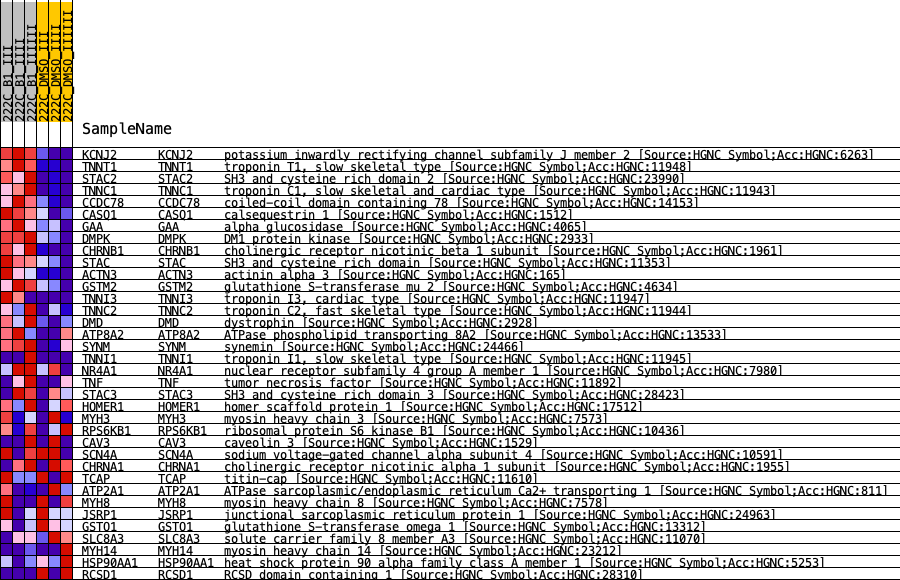 222C_B1_III
222C_B1_IIII
222C_B1_IIIIII
222C_DMSO_III
222C_DMSO_IIII
222C_DMSO_IIIIII
SampleName
KCNJ2 KCNJ2 potassium inwardly rectifying channel subfamily J member 2 [Source:HGNC Symbol;Acc:HGNC:6263]
TNNT1 TNNT1 troponin T1, slow skeletal type [Source:HGNC Symbol;Acc:HGNC:11948]
STAC2 STAC2 SH3 and cysteine rich domain 2 [Source:HGNC Symbol;Acc:HGNC:23990]
TNNC1 TNNC1 troponin C1, slow skeletal and cardiac type [Source:HGNC Symbol;Acc:HGNC:11943]
CCDC78 CCDC78 coiled-coil domain containing 78 [Source:HGNC Symbol;Acc:HGNC:14153]
CASQ1 CASQ1 calsequestrin 1 [Source:HGNC Symbol;Acc:HGNC:1512]
GAA GAA alpha glucosidase [Source:HGNC Symbol;Acc:HGNC:4065]
DMPK DMPK DM1 protein kinase [Source:HGNC Symbol;Acc:HGNC:2933]
CHRNB1 CHRNB1 cholinergic receptor nicotinic beta 1 subunit [Source:HGNC Symbol;Acc:HGNC:1961]
STAC STAC SH3 and cysteine rich domain [Source:HGNC Symbol;Acc:HGNC:11353]
ACTN3 ACTN3 actinin alpha 3 [Source:HGNC Symbol;Acc:HGNC:165]
GSTM2 GSTM2 glutathione S-transferase mu 2 [Source:HGNC Symbol;Acc:HGNC:4634]
TNNI3 TNNI3 troponin I3, cardiac type [Source:HGNC Symbol;Acc:HGNC:11947]
TNNC2 TNNC2 troponin C2, fast skeletal type [Source:HGNC Symbol;Acc:HGNC:11944]
DMD DMD dystrophin [Source:HGNC Symbol;Acc:HGNC:2928]
ATP8A2 ATP8A2 ATPase phospholipid transporting 8A2 [Source:HGNC Symbol;Acc:HGNC:13533]
SYNM SYNM synemin [Source:HGNC Symbol;Acc:HGNC:24466]
TNNI1 TNNI1 troponin I1, slow skeletal type [Source:HGNC Symbol;Acc:HGNC:11945]
NR4A1 NR4A1 nuclear receptor subfamily 4 group A member 1 [Source:HGNC Symbol;Acc:HGNC:7980]
TNF TNF tumor necrosis factor [Source:HGNC Symbol;Acc:HGNC:11892]
STAC3 STAC3 SH3 and cysteine rich domain 3 [Source:HGNC Symbol;Acc:HGNC:28423]
HOMER1 HOMER1 homer scaffold protein 1 [Source:HGNC Symbol;Acc:HGNC:17512]
MYH3 MYH3 myosin heavy chain 3 [Source:HGNC Symbol;Acc:HGNC:7573]
RPS6KB1 RPS6KB1 ribosomal protein S6 kinase B1 [Source:HGNC Symbol;Acc:HGNC:10436]
CAV3 CAV3 caveolin 3 [Source:HGNC Symbol;Acc:HGNC:1529]
SCN4A SCN4A sodium voltage-gated channel alpha subunit 4 [Source:HGNC Symbol;Acc:HGNC:10591]
CHRNA1 CHRNA1 cholinergic receptor nicotinic alpha 1 subunit [Source:HGNC Symbol;Acc:HGNC:1955]
TCAP TCAP titin-cap [Source:HGNC Symbol;Acc:HGNC:11610]
ATP2A1 ATP2A1 ATPase sarcoplasmic/endoplasmic reticulum Ca2+ transporting 1 [Source:HGNC Symbol;Acc:HGNC:811]
MYH8 MYH8 myosin heavy chain 8 [Source:HGNC Symbol;Acc:HGNC:7578]
JSRP1 JSRP1 junctional sarcoplasmic reticulum protein 1 [Source:HGNC Symbol;Acc:HGNC:24963]
GSTO1 GSTO1 glutathione S-transferase omega 1 [Source:HGNC Symbol;Acc:HGNC:13312]
SLC8A3 SLC8A3 solute carrier family 8 member A3 [Source:HGNC Symbol;Acc:HGNC:11070]
MYH14 MYH14 myosin heavy chain 14 [Source:HGNC Symbol;Acc:HGNC:23212]
HSP90AA1 HSP90AA1 heat shock protein 90 alpha family class A member 1 [Source:HGNC Symbol;Acc:HGNC:5253]
RCSD1 RCSD1 RCSD domain containing 1 [Source:HGNC Symbol;Acc:HGNC:28310]